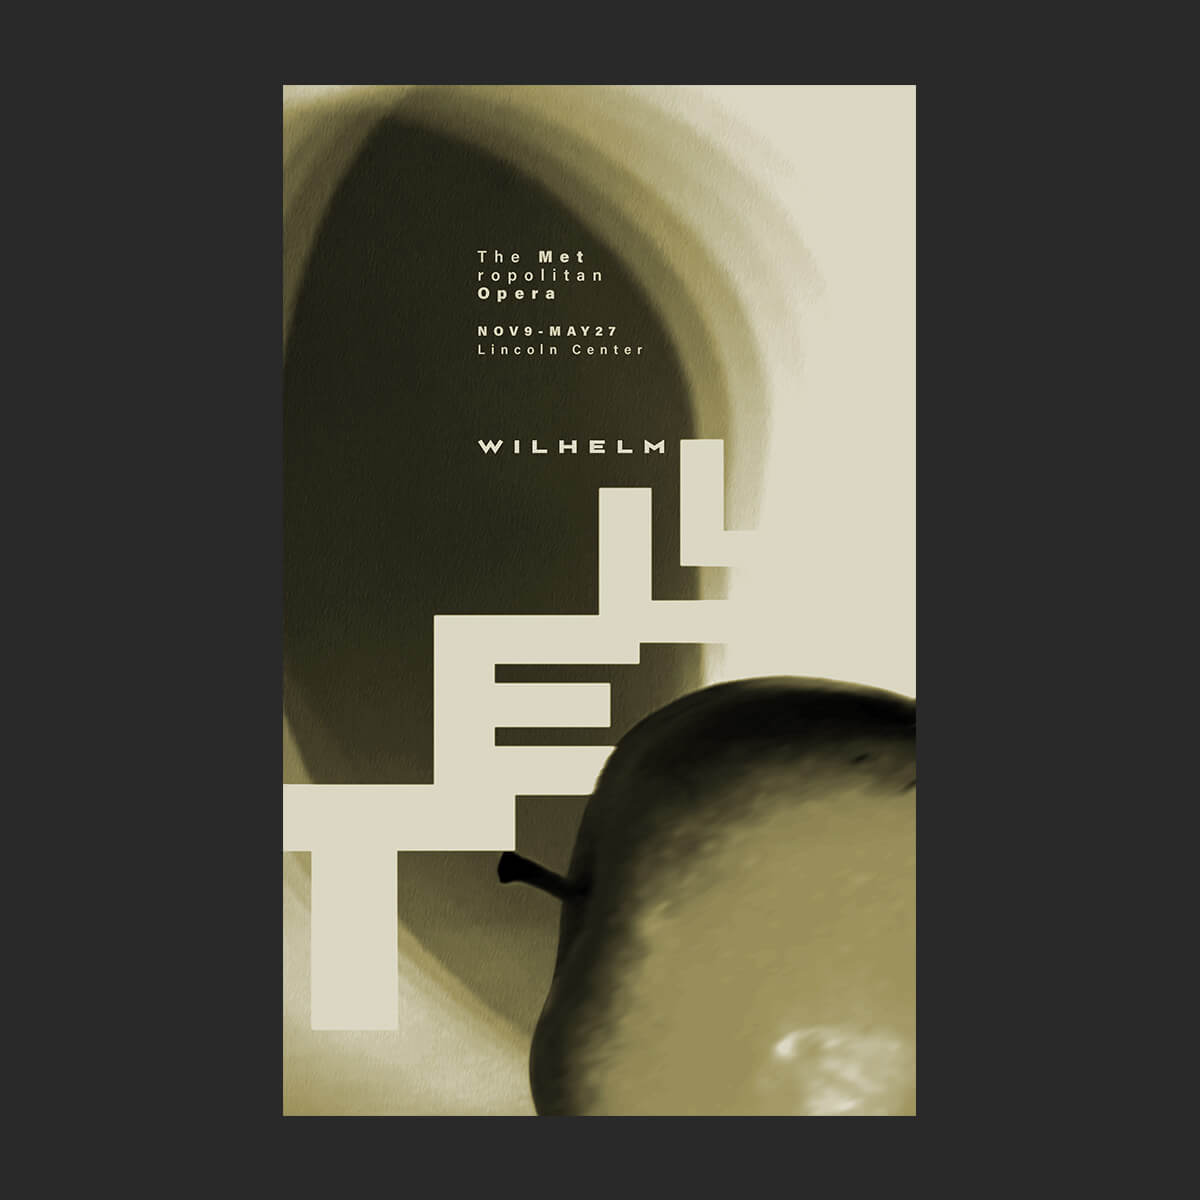 The Met
ropolitan
Opera
NOV9-MAY27
Lincoln Center
WILHELM
TELL